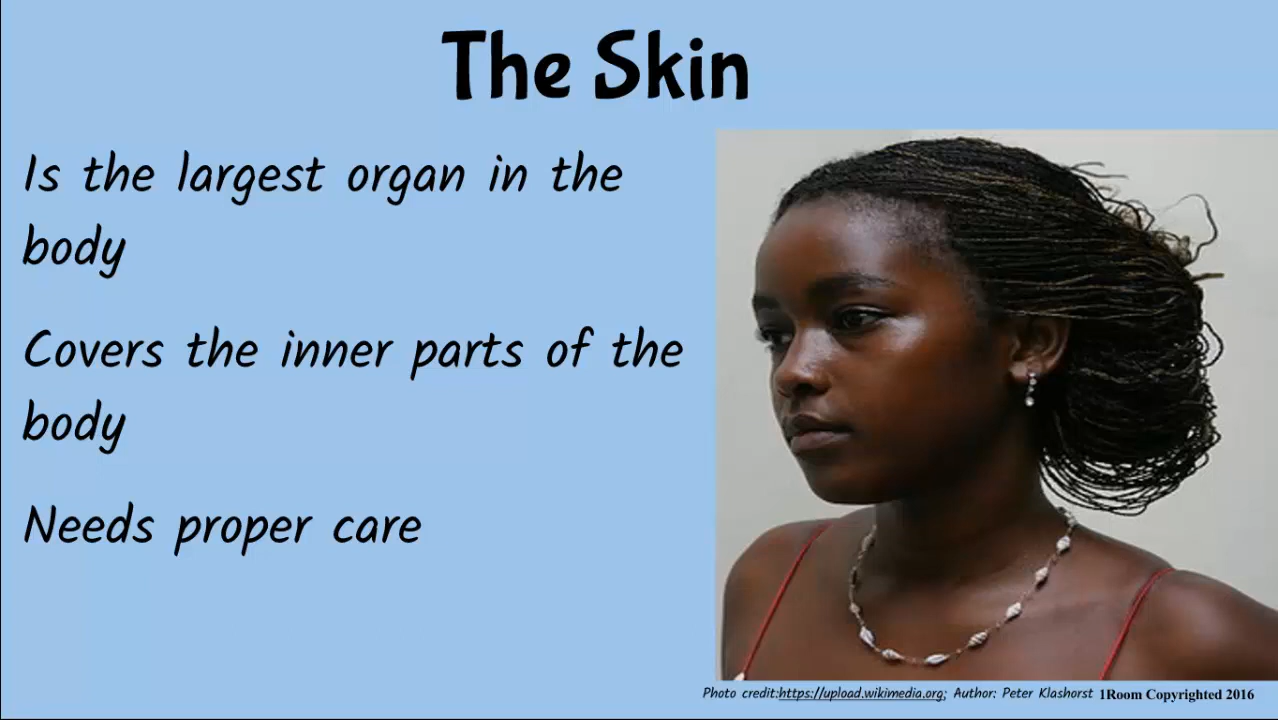 The Skin
Is the largest organ in the
body
Covers the inner parts of the
body
Needs proper care
Photo credit:https://upload.wikimedia.org; Author: Peter Klashorst 1Room Copyrighted 2016